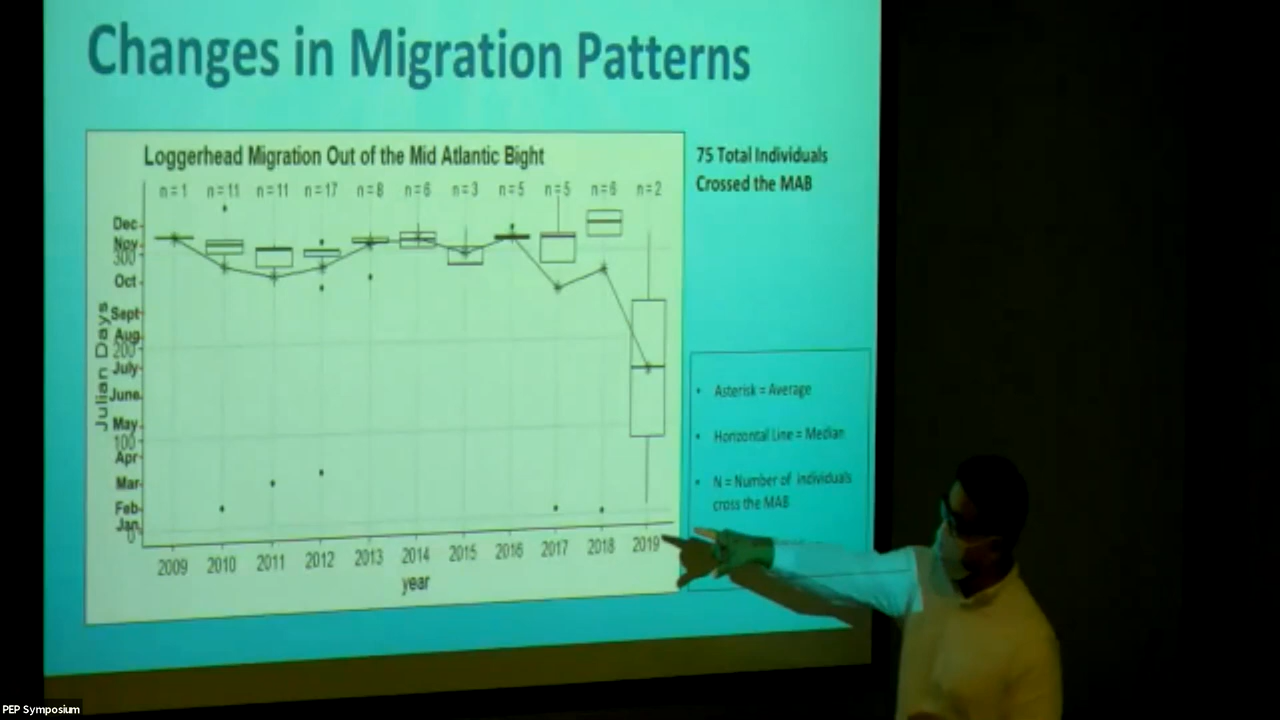 Changes in Migration Patterns
Loggerhead Migration Out of the Mid Atlantic Bight
n=1 n=11 n=11 n=17 n=8 n=6 n=3 n=5 n=5 n=6 n=2
Dec
Nov
300
Oct
Sept
Aug
200
July
June
May
100
Apr
Mar
Feb
Jan
0
Julian Days
2009 2010 2011 2012 2013 2014 2015 2016 2017 2018 2019
year
75 Total Individuals
Crossed the MAB
• Asterisk = Average
• Horizontal Line = Median
• N = Number of individuals
cross the MAB
PEP Symposium